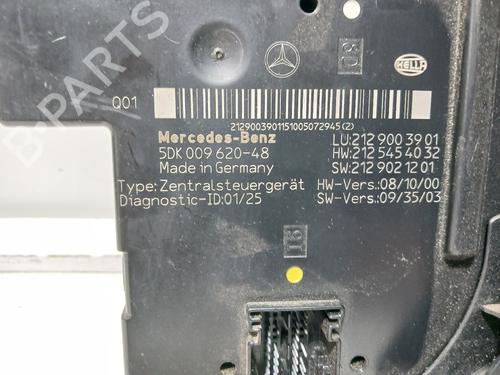 B-PARTS
SC
HELLA
Q01
2129003901151005072945(2)
Mercedes-Benz
5DK 009 620-48
Made in Germany
Type:Zentralsteuergerät
Diagnostic-ID:01/25
LU:212 900 39 01
HW:212 545 40 32
SW:212 902 12 01
HW-Vers.:08/10/00
SW-Vers.:09/35/03